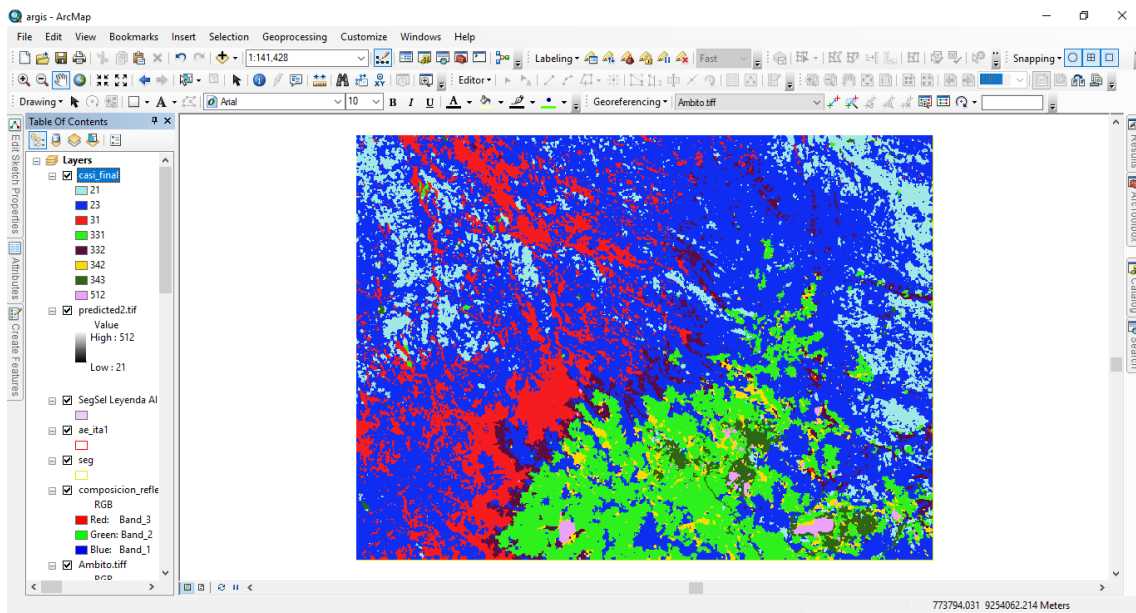 argis - ArcMap
File Edit View Bookmarks Insert Selection Geoprocessing Customize Windows Help
1:141,428 Labeling Fast Snapping
Editor
Drawing A Arial 10 B I U A Georeferencing Ambito.tiff
Table Of Contents
Edit Sketch Properties
Attributes
Create Features
Layers
casi_final
21
23
31
331
332
342
343
512
predicted2.tif
Value
High : 512
Low : 21
SegSel Leyenda Al
ae_ita1
seg
composicion_refle
RGB
Red: Band_3
Green: Band_2
Blue: Band_1
Ambito.tiff
RGB
Results
ArcToolbox
Catalog
Search
773794.031 9254062.214 Meters